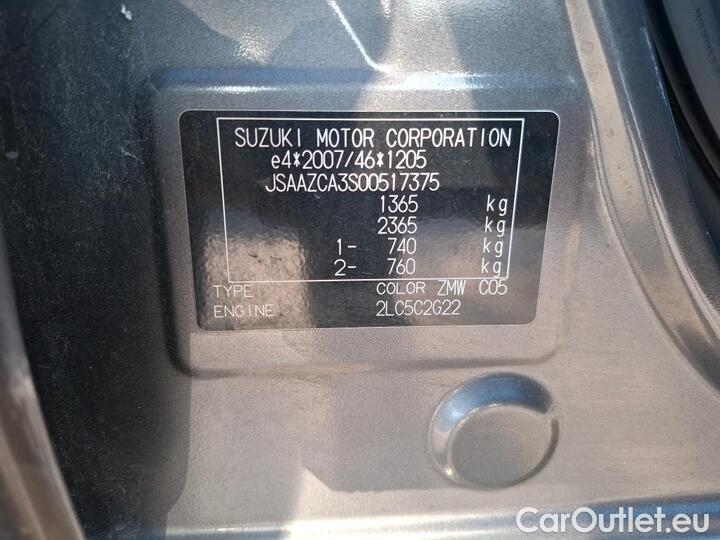 SUZUKI MOTOR CORPORATION
e4*2007/46*1205
JSAAZCA3S00517375
1365 kg
2365 kg
1- 740 kg
2- 760 kg
TYPE COLOR ZMW C05
ENGINE 2LC5C2G22
CarOutlet.eu